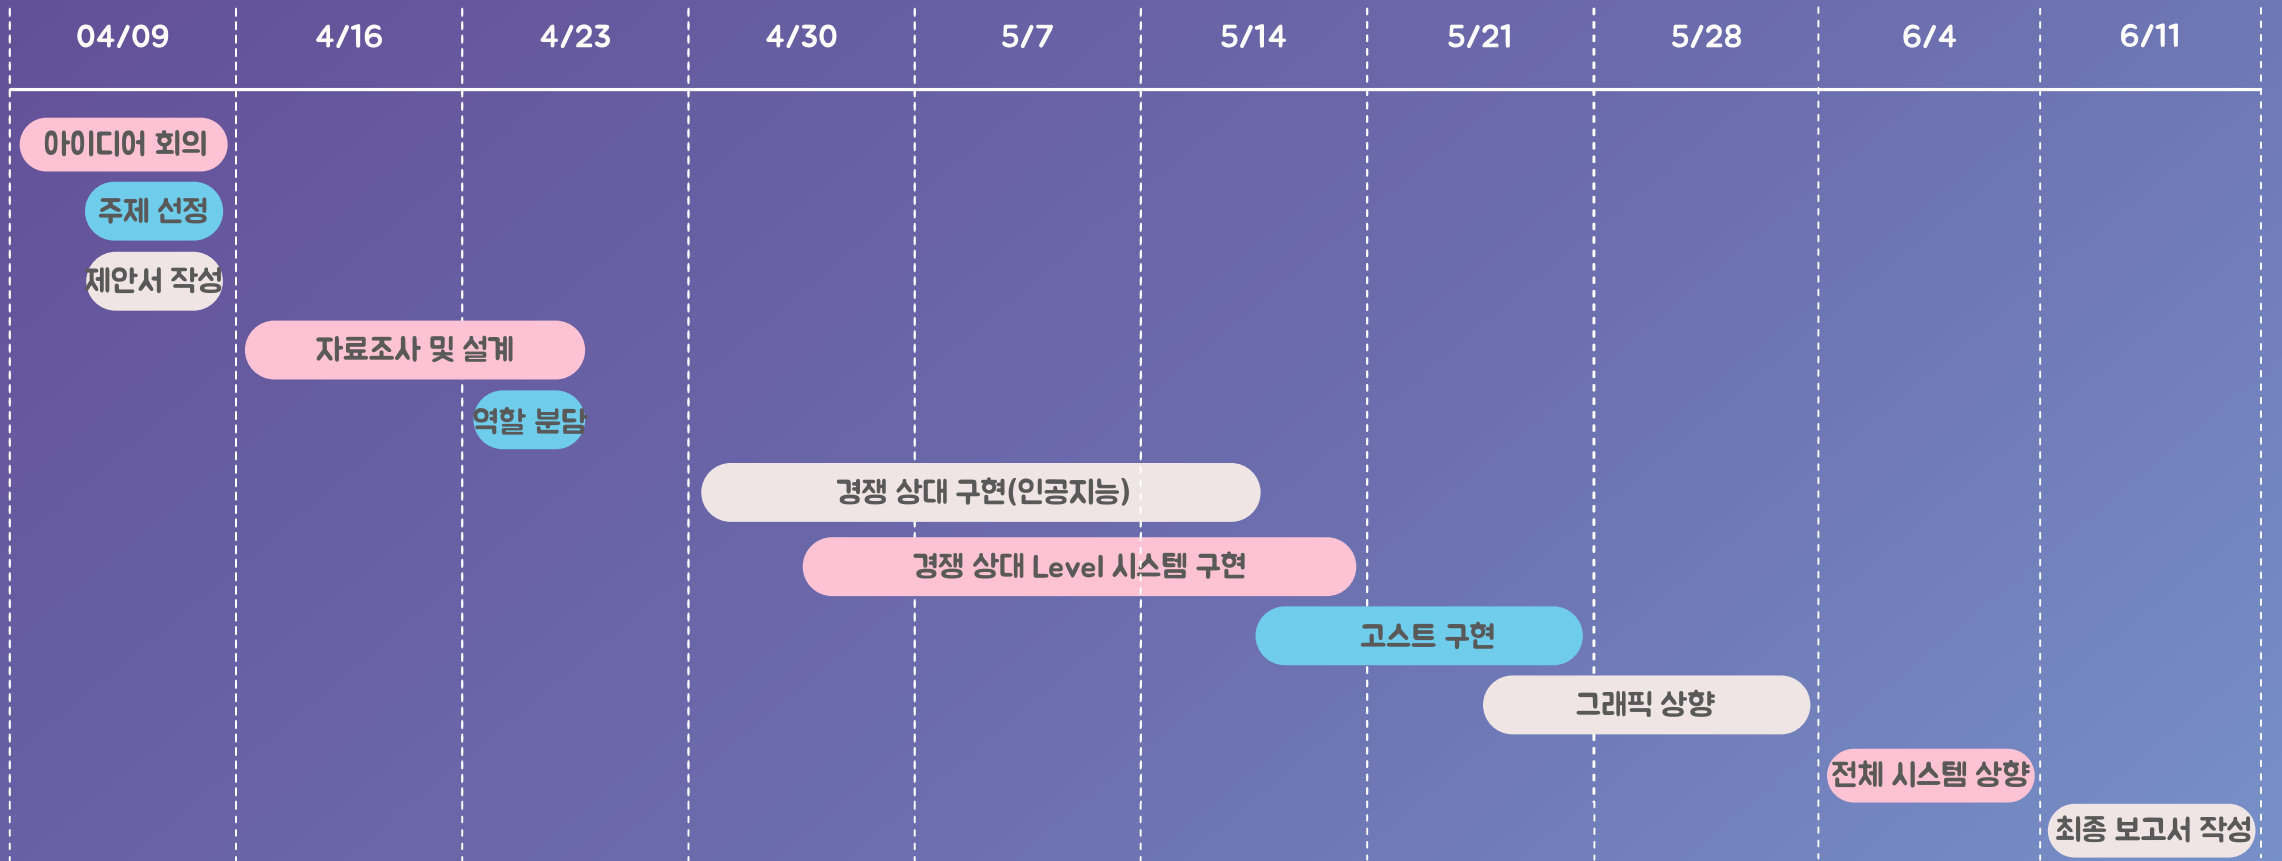 04/09 4/16 4/23 4/30 5/7 5/14 5/21 5/28 6/4 6/11
아이디어 회의
주제 선정
제안서 작성
자료조사 및 설계
역할 분담
경쟁 상대 구현(인공지능)
경쟁 상대 Level 시스템 구현
고스트 구현
그래픽 상향
전체 시스템 상향
최종 보고서 작성